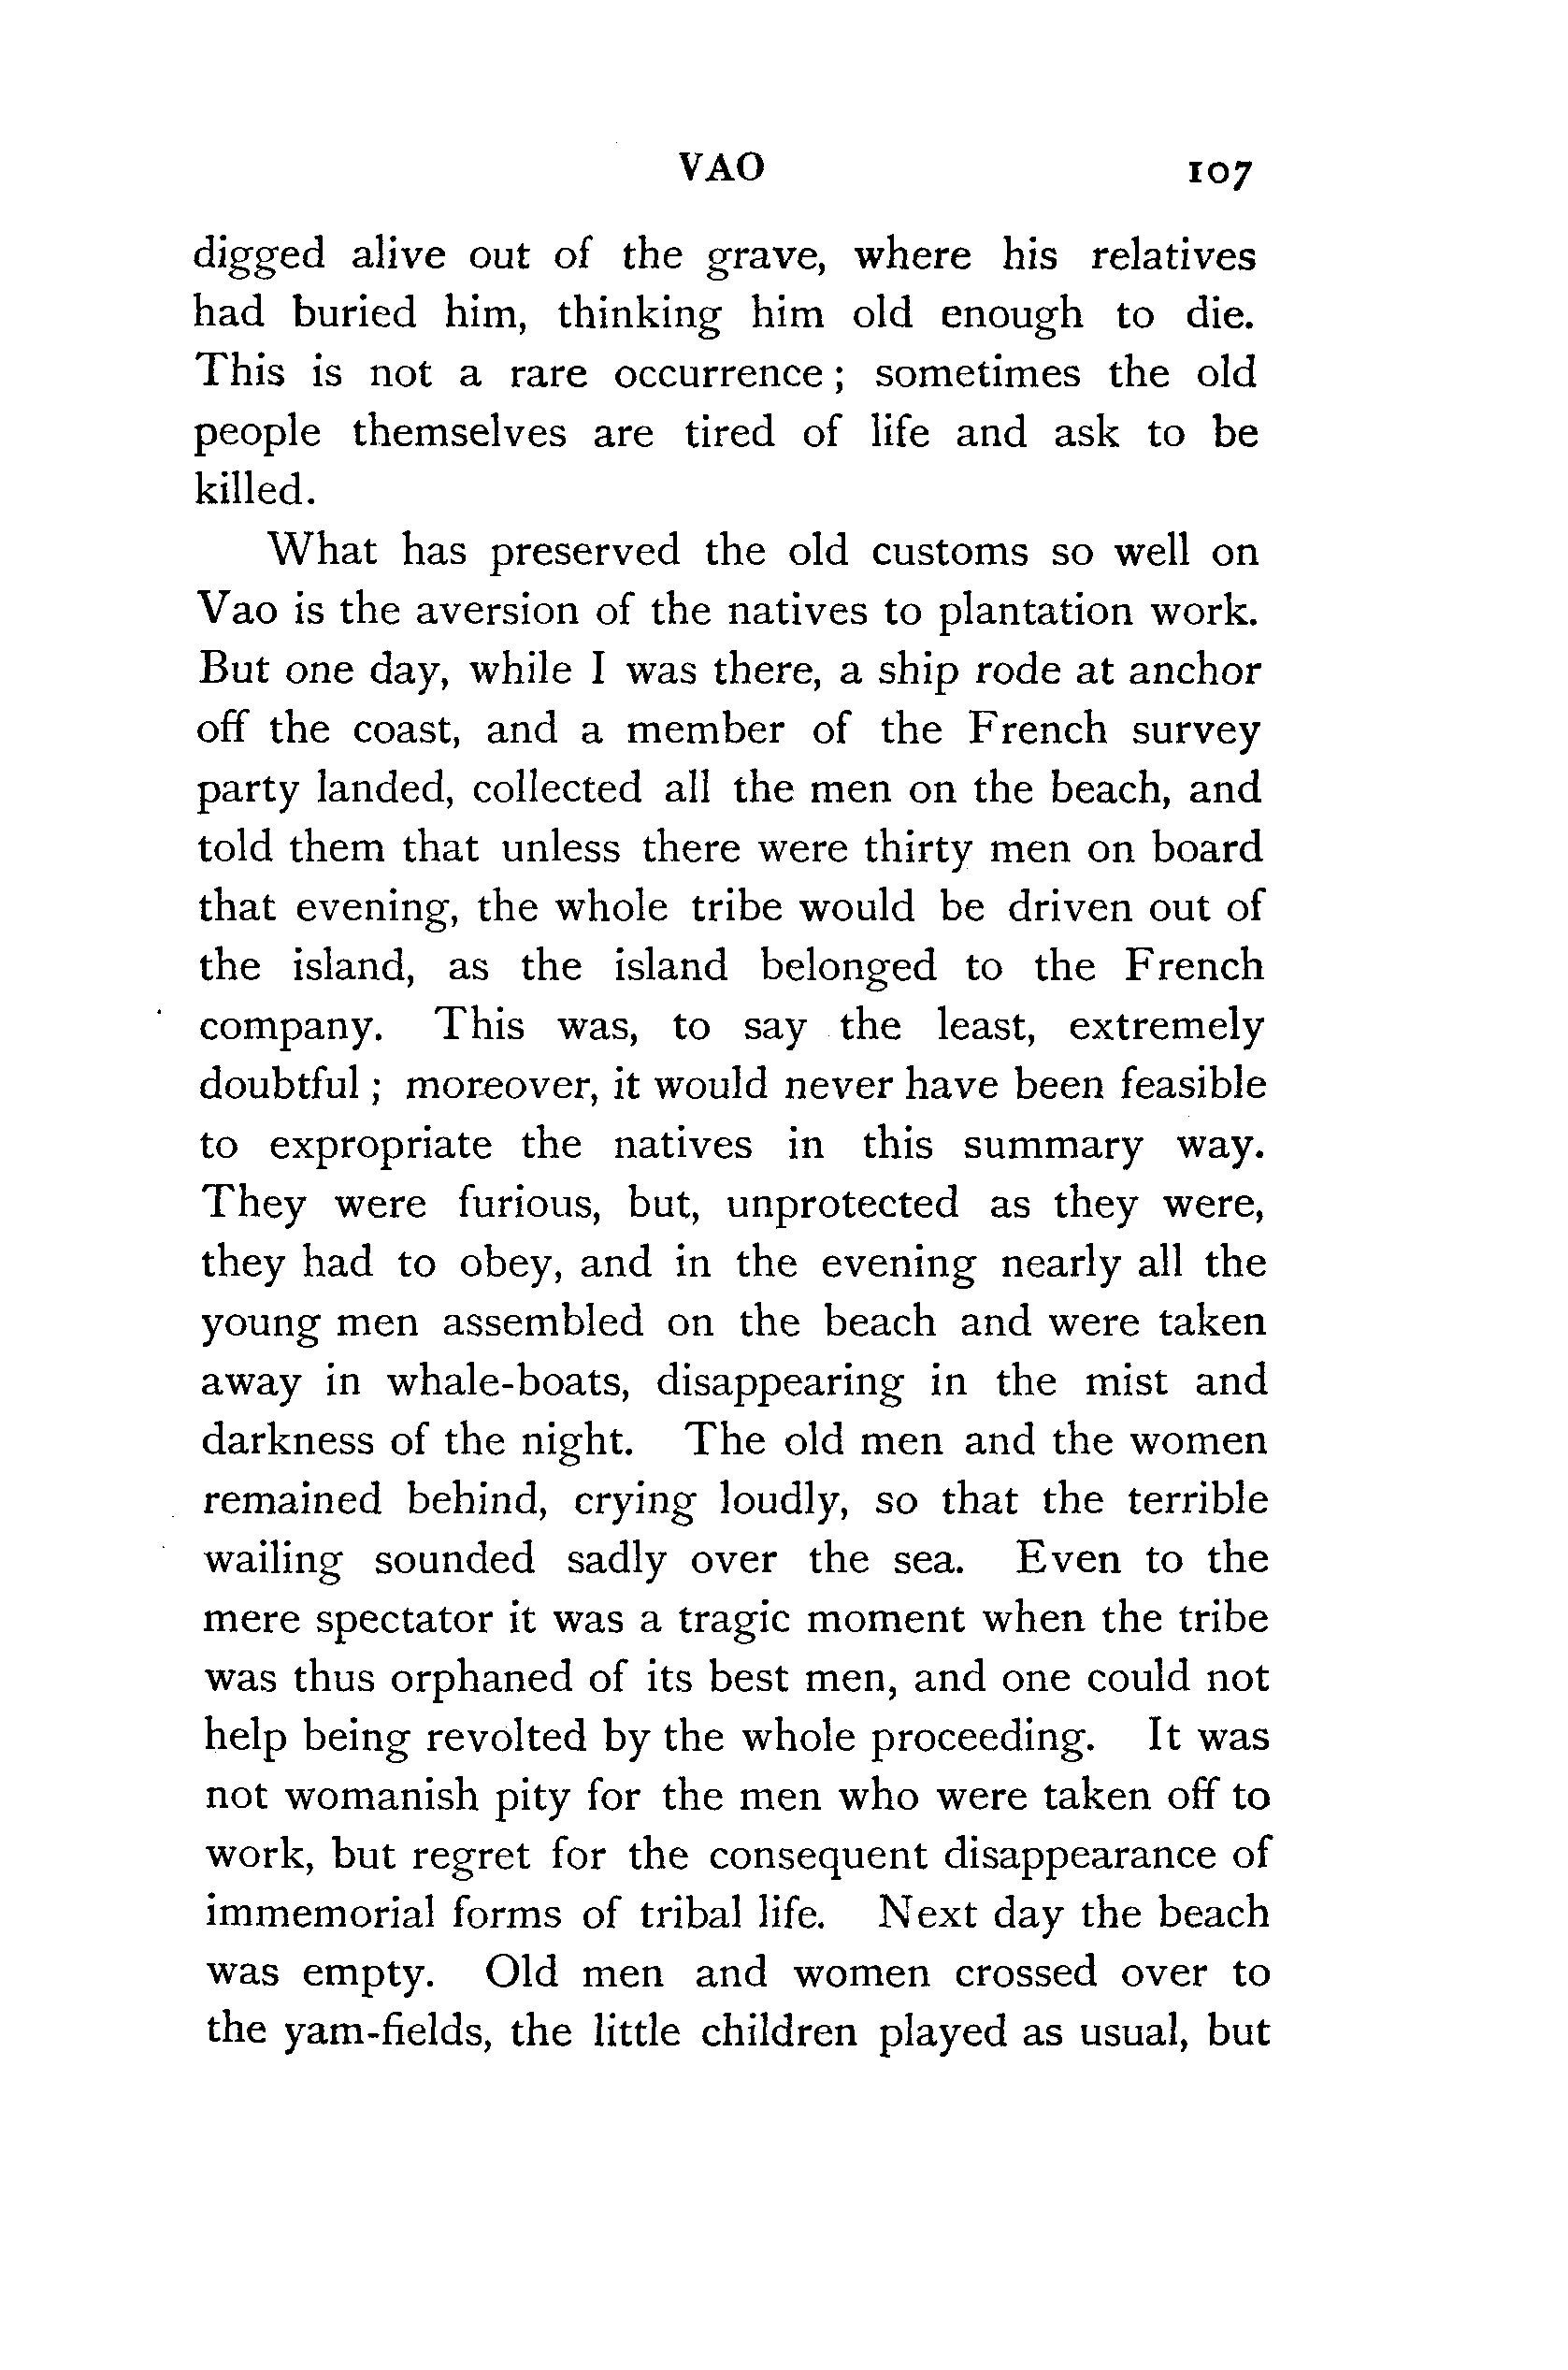 VAO 107
digged alive out of the grave, where his relatives
had buried him, thinking him old enough to die.
This is not a rare occurrence; sometimes the old
people themselves are tired of life and ask to be
killed.
What has preserved the old customs so well on
Vao is the aversion of the natives to plantation work.
But one day, while I was there, a ship rode at anchor
off the coast, and a member of the French survey
party landed, collected all the men on the beach, and
told them that unless there were thirty men on board
that evening, the whole tribe would be driven out of
the island, as the island belonged to the French
company. This was, to say the least, extremely
doubtful; moreover, it would never have been feasible
to expropriate the natives in this summary way.
They were furious, but, unprotected as they were,
they had to obey, and in the evening nearly all the
young men assembled on the beach and were taken
away in whale-boats, disappearing in the mist and
darkness of the night. The old men and the women
remained behind, crying loudly, so that the terrible
wailing sounded sadly over the sea. Even to the
mere spectator it was a tragic moment when the tribe
was thus orphaned of its best men, and one could not
help being revolted by the whole proceeding. It was
not womanish pity for the men who were taken off to
work, but regret for the consequent disappearance of
immemorial forms of tribal life. Next day the beach
was empty. Old men and women crossed over to
the yam-fields, the little children played as usual, but